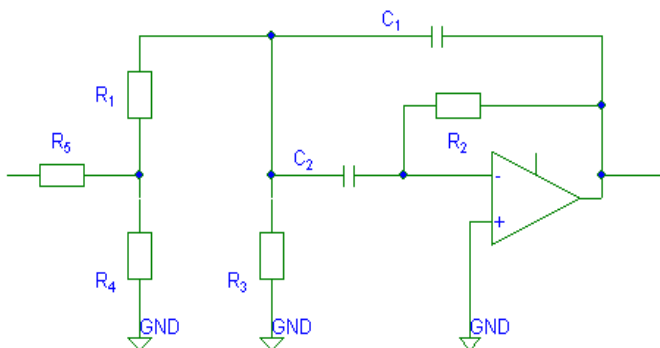 C₁
R₁
R₂
R₅
C₂
-
+
R₄
R₃
GND
GND
GND